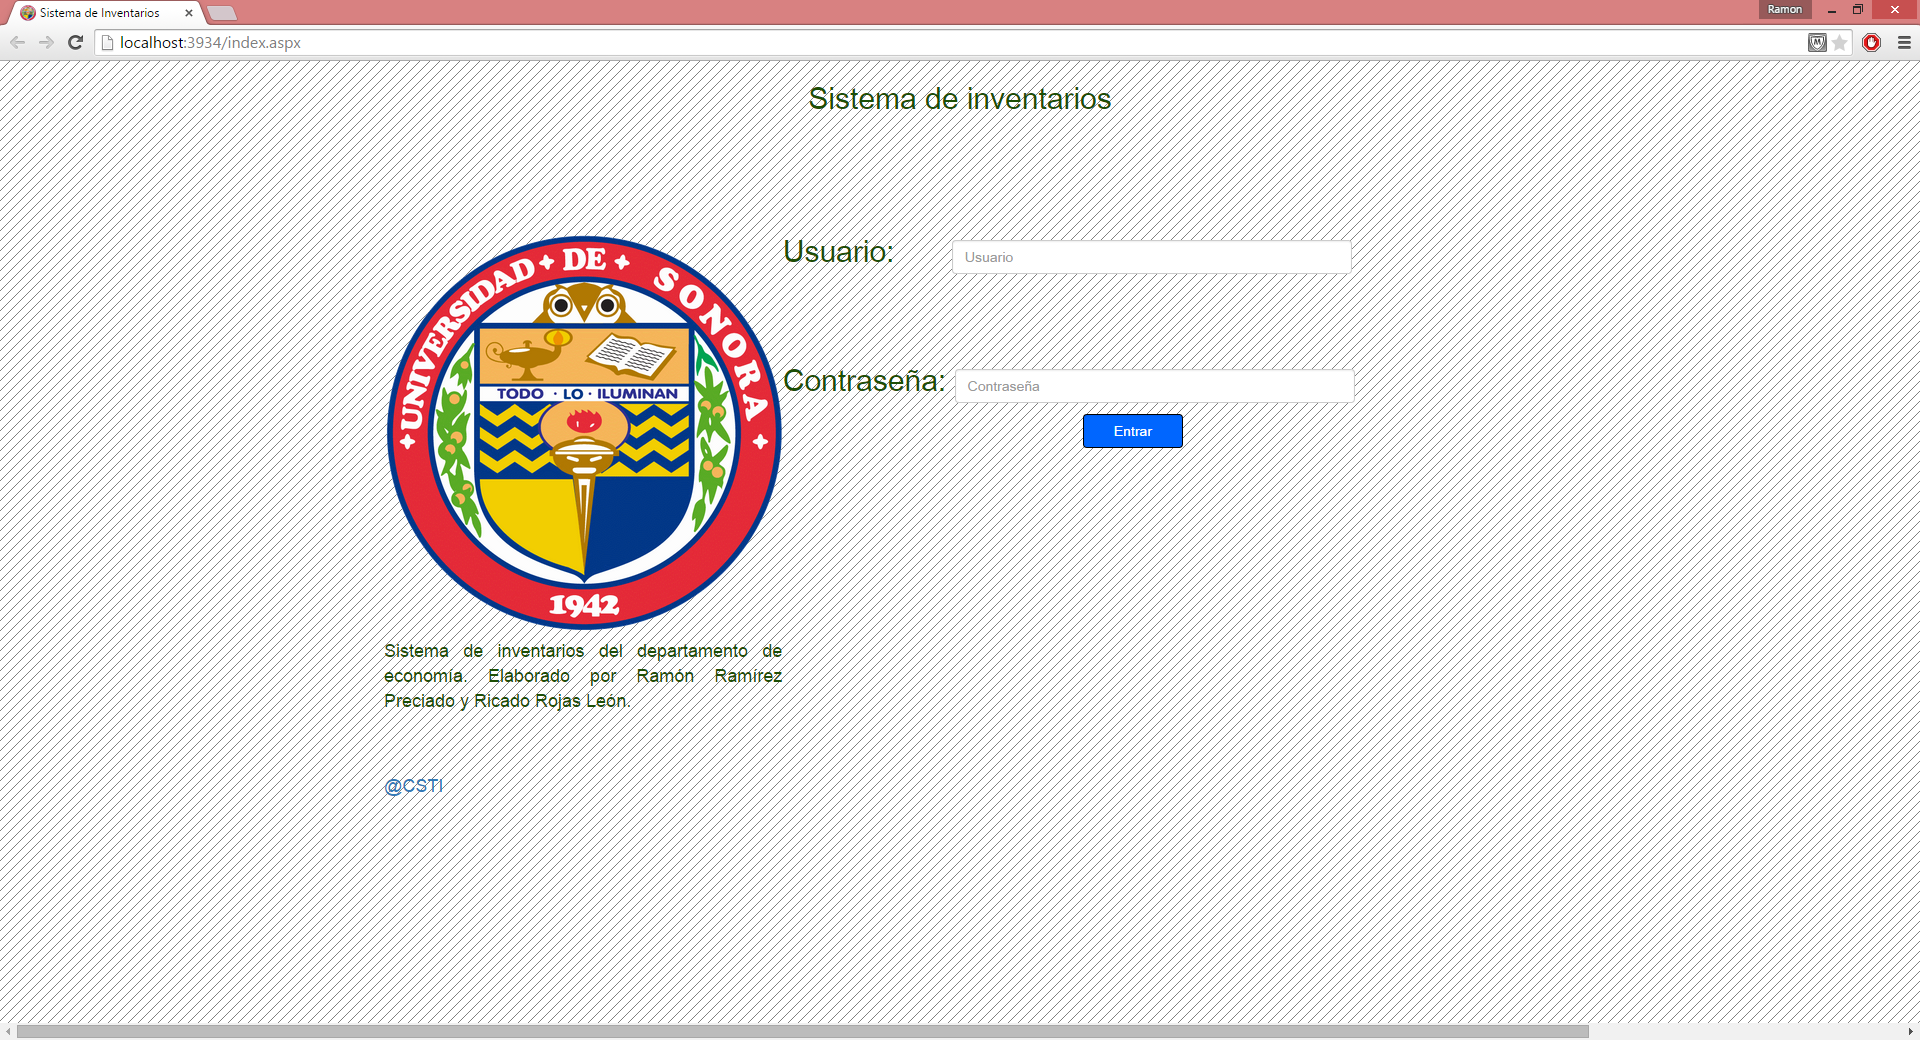 Sistema de Inventarios
Ramon
localhost:3934/index.aspx
Sistema de inventarios
UNIVERSIDAD DE SONORA
TODO · LO · ILUMINAN
1942
Usuario:
Usuario
Contraseña:
Contraseña
Entrar
Sistema de inventarios del departamento de
economía. Elaborado por Ramón Ramírez
Preciado y Ricado Rojas León.
@CSTI